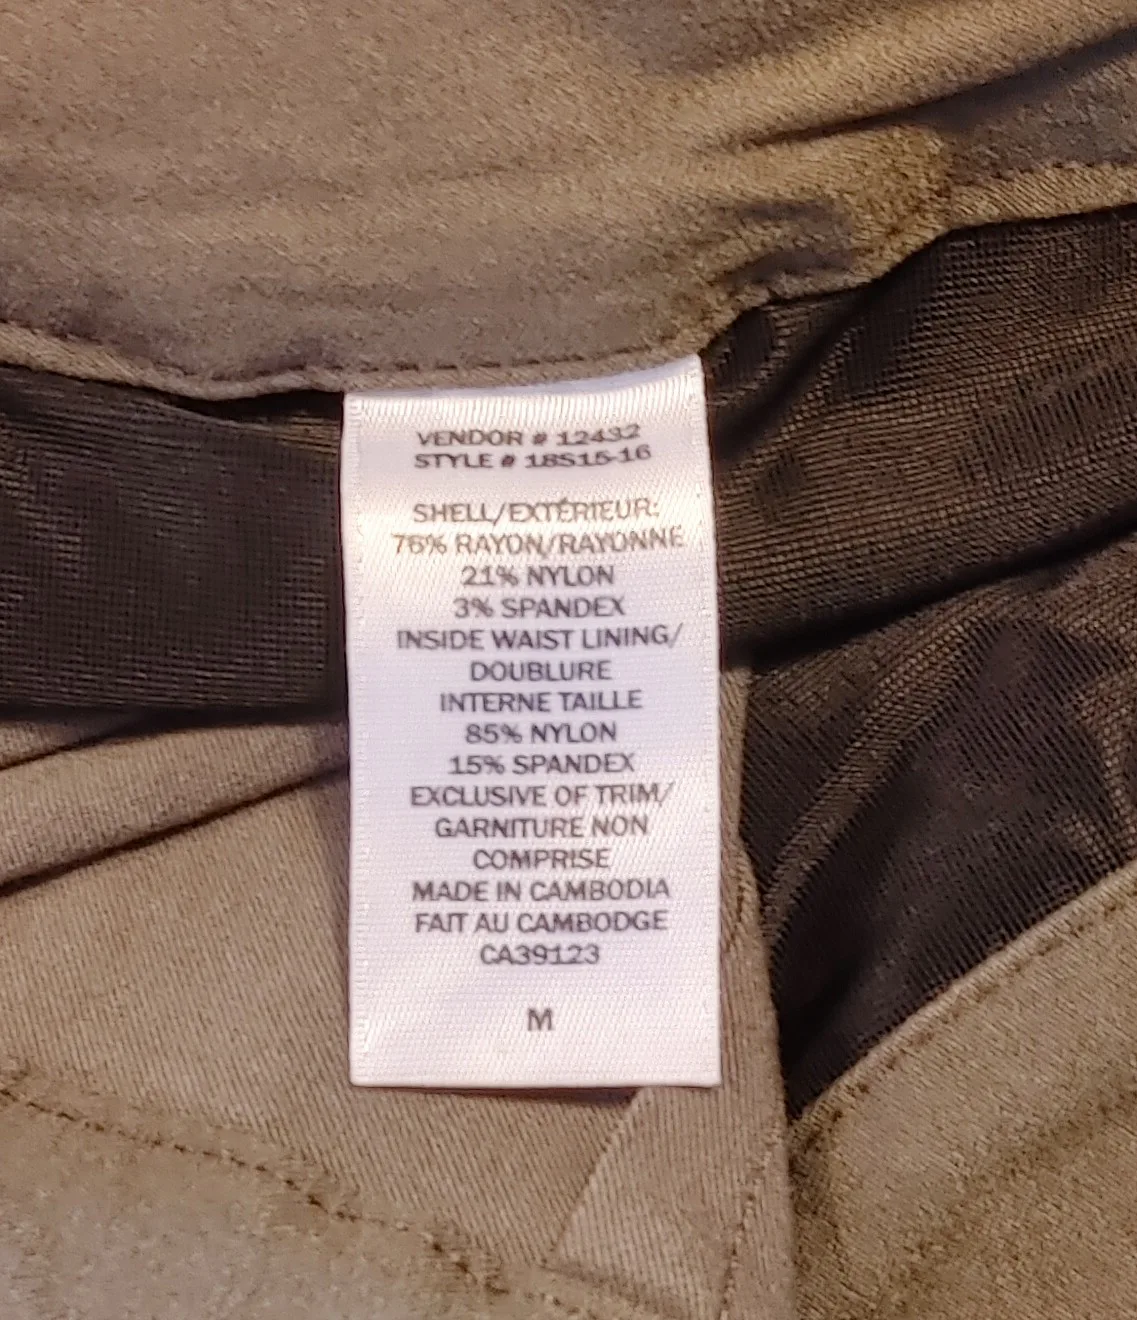 VENDOR # 12432
STYLE # 18S15-16
SHELL/EXTÉRIEUR:
76% RAYON/RAYONNE
21% NYLON
3% SPANDEX
INSIDE WAIST LINING/
DOUBLURE
INTERNE TAILLE
85% NYLON
15% SPANDEX
EXCLUSIVE OF TRIM/
GARNITURE NON
COMPRISE
MADE IN CAMBODIA
FAIT AU CAMBODGE
CA39123
M